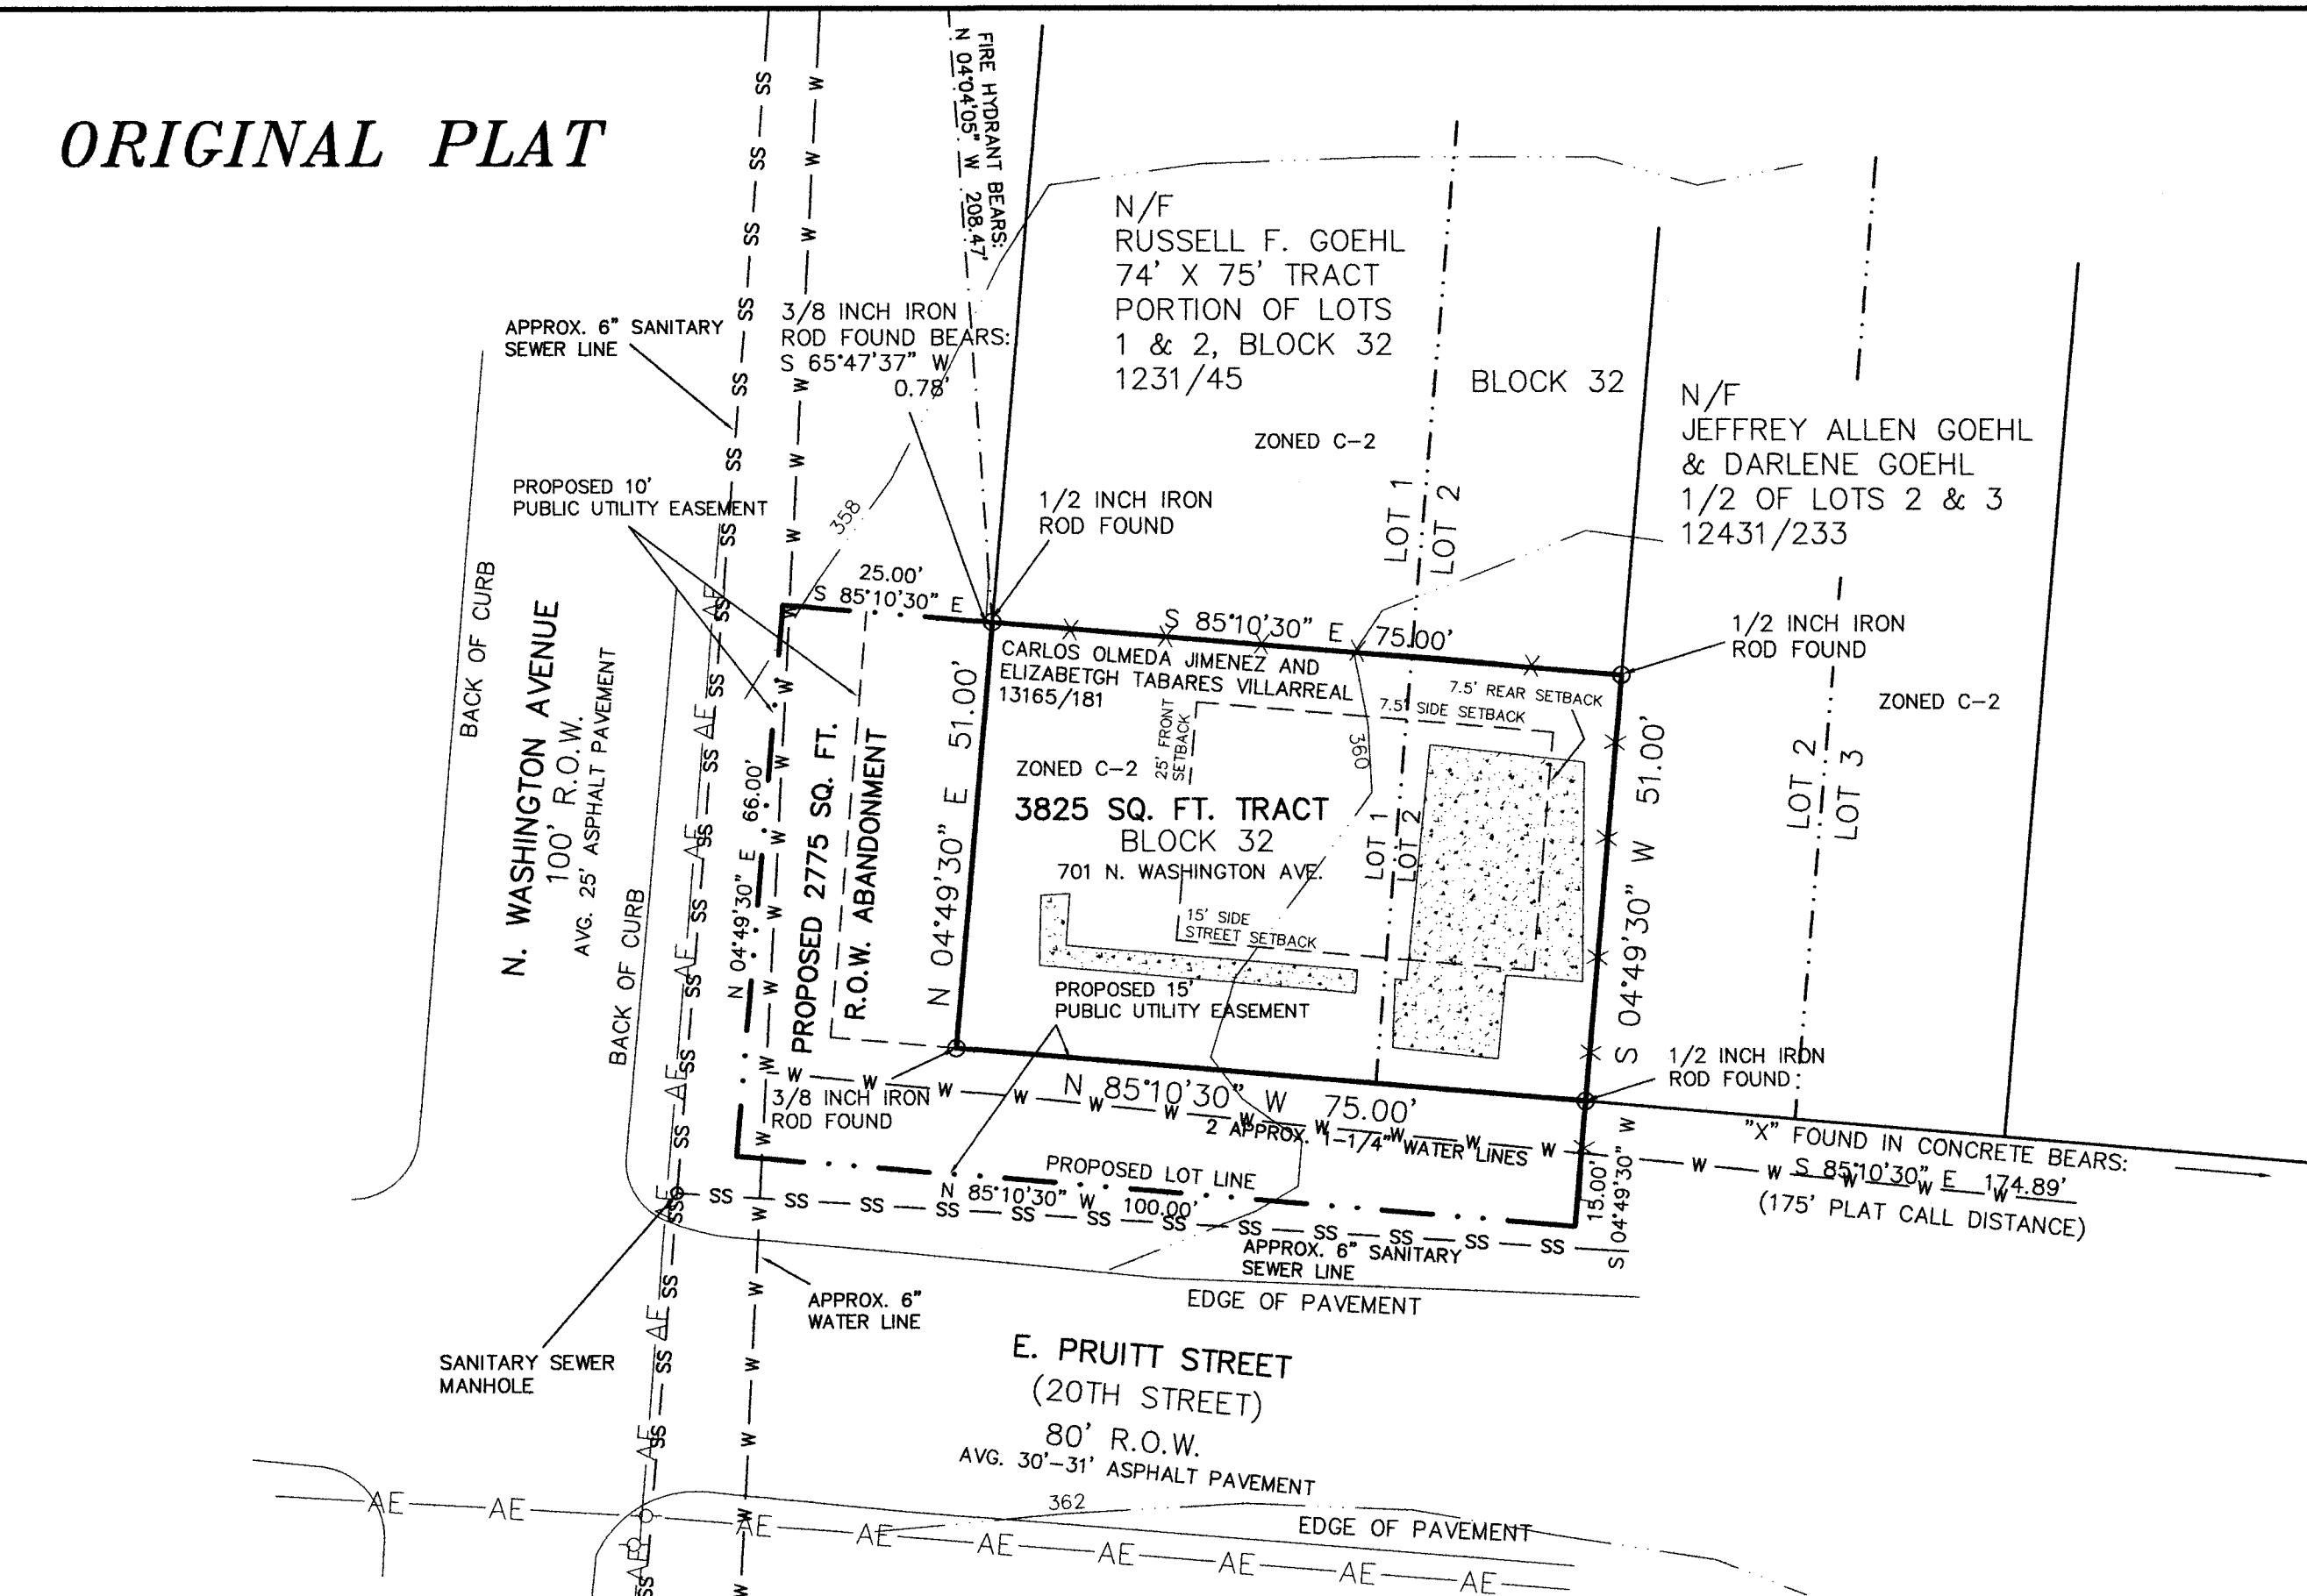 ORIGINAL PLAT
FIRE HYDRANT BEARS:
N 04°04'05" W 208.47'
N/F
RUSSELL F. GOEHL
74' X 75' TRACT
PORTION OF LOTS
1 & 2, BLOCK 32
1231/45
ZONED C-2
BLOCK 32
N/F
JEFFREY ALLEN GOEHL
& DARLENE GOEHL
1/2 OF LOTS 2 & 3
12431/233
ZONED C-2
APPROX. 6" SANITARY
SEWER LINE
3/8 INCH IRON
ROD FOUND BEARS:
S 65°47'37" W
0.78'
PROPOSED 10'
PUBLIC UTILITY EASEMENT
358
1/2 INCH IRON
ROD FOUND
LOT 1
LOT 2
1/2 INCH IRON
ROD FOUND
25.00'
S 85°10'30" E
S 85°10'30" E 75.00'
BACK OF CURB
N. WASHINGTON AVENUE
100' R.O.W.
AVG. 25' ASPHALT PAVEMENT
BACK OF CURB
N 04°49'30" E 66.00'
PROPOSED 2775 SQ. FT.
R.O.W. ABANDONMENT
N 04°49'30" E 51.00'
CARLOS OLMEDA JIMENEZ AND
ELIZABETGH TABARES VILLARREAL
13165/181
7.5' REAR SETBACK
7.5' SIDE SETBACK
25' FRONT
SETBACK
360
ZONED C-2
3825 SQ. FT. TRACT
BLOCK 32
701 N. WASHINGTON AVE.
LOT 1
LOT 2
15' SIDE
STREET SETBACK
S 04°49'30" W 51.00'
LOT 2
LOT 3
PROPOSED 15'
PUBLIC UTILITY EASEMENT
3/8 INCH IRON
ROD FOUND
N 85°10'30" W 75.00'
2 APPROX. 1-1/4" WATER LINES
1/2 INCH IRON
ROD FOUND
"X" FOUND IN CONCRETE BEARS:
S 85°10'30" E 174.89'
(175' PLAT CALL DISTANCE)
PROPOSED LOT LINE
N 85°10'30" W 100.00'
15.00'
S 04°49'30" W
APPROX. 6" SANITARY
SEWER LINE
EDGE OF PAVEMENT
APPROX. 6"
WATER LINE
SANITARY SEWER
MANHOLE
E. PRUITT STREET
(20TH STREET)
80' R.O.W.
AVG. 30'-31' ASPHALT PAVEMENT
362
EDGE OF PAVEMENT
AE AE AE AE AE AE AE AE AE